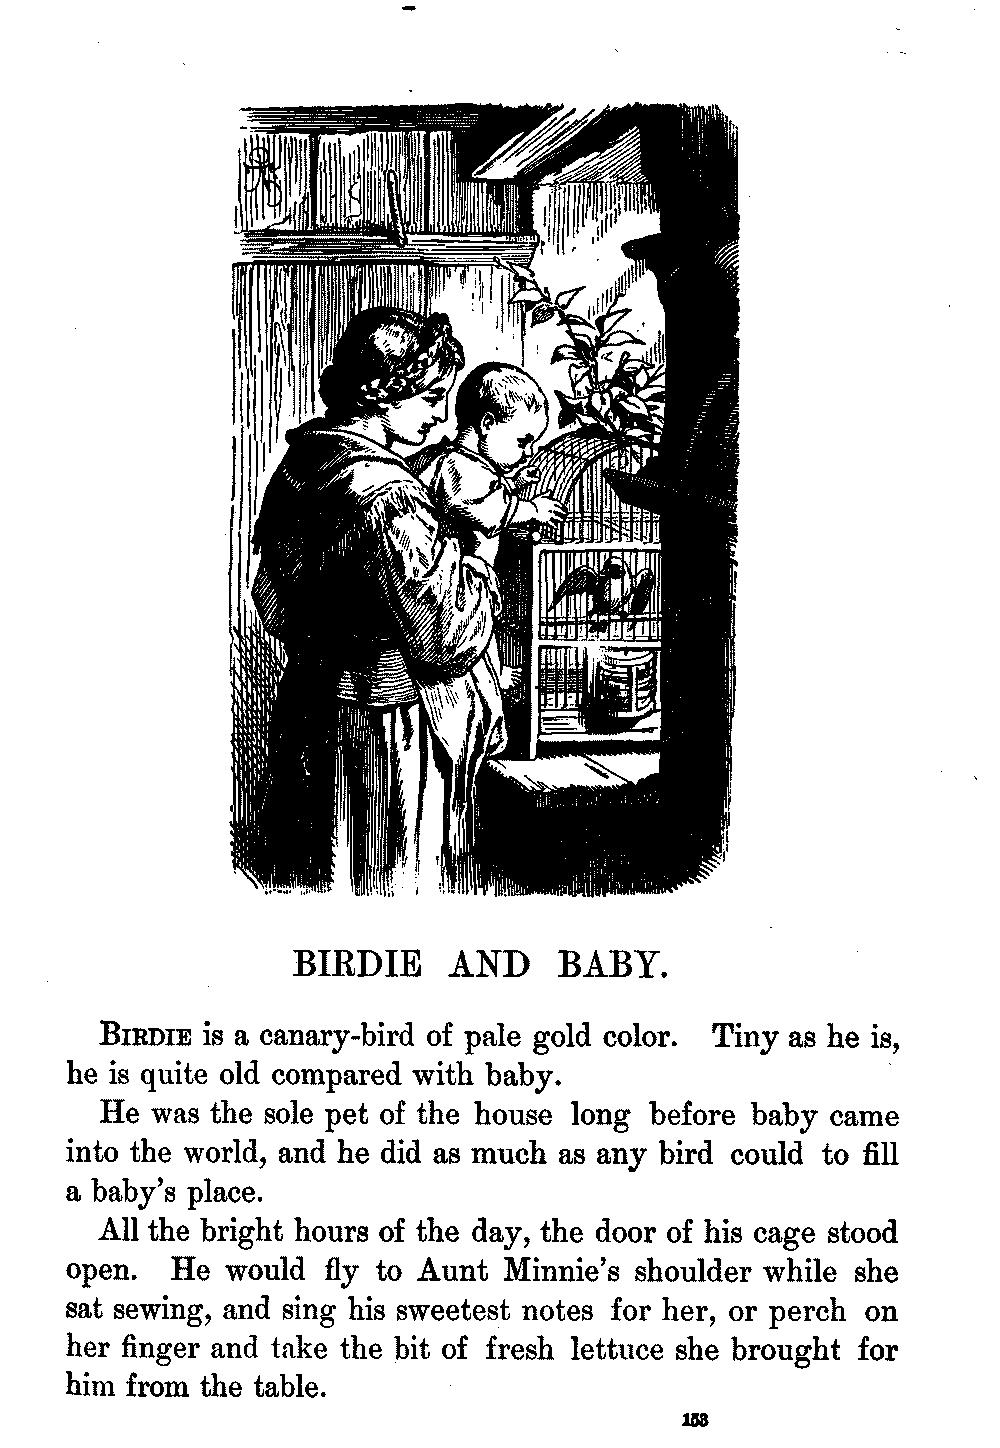 BIRDIE AND BABY.
BIRDIE is a canary-bird of pale gold color. Tiny as he is,
he is quite old compared with baby.
He was the sole pet of the house long before baby came
into the world, and he did as much as any bird could to fill
a baby's place.
All the bright hours of the day, the door of his cage stood
open. He would fly to Aunt Minnie's shoulder while she
sat sewing, and sing his sweetest notes for her, or perch on
her finger and take the bit of fresh lettuce she brought for
him from the table.
153